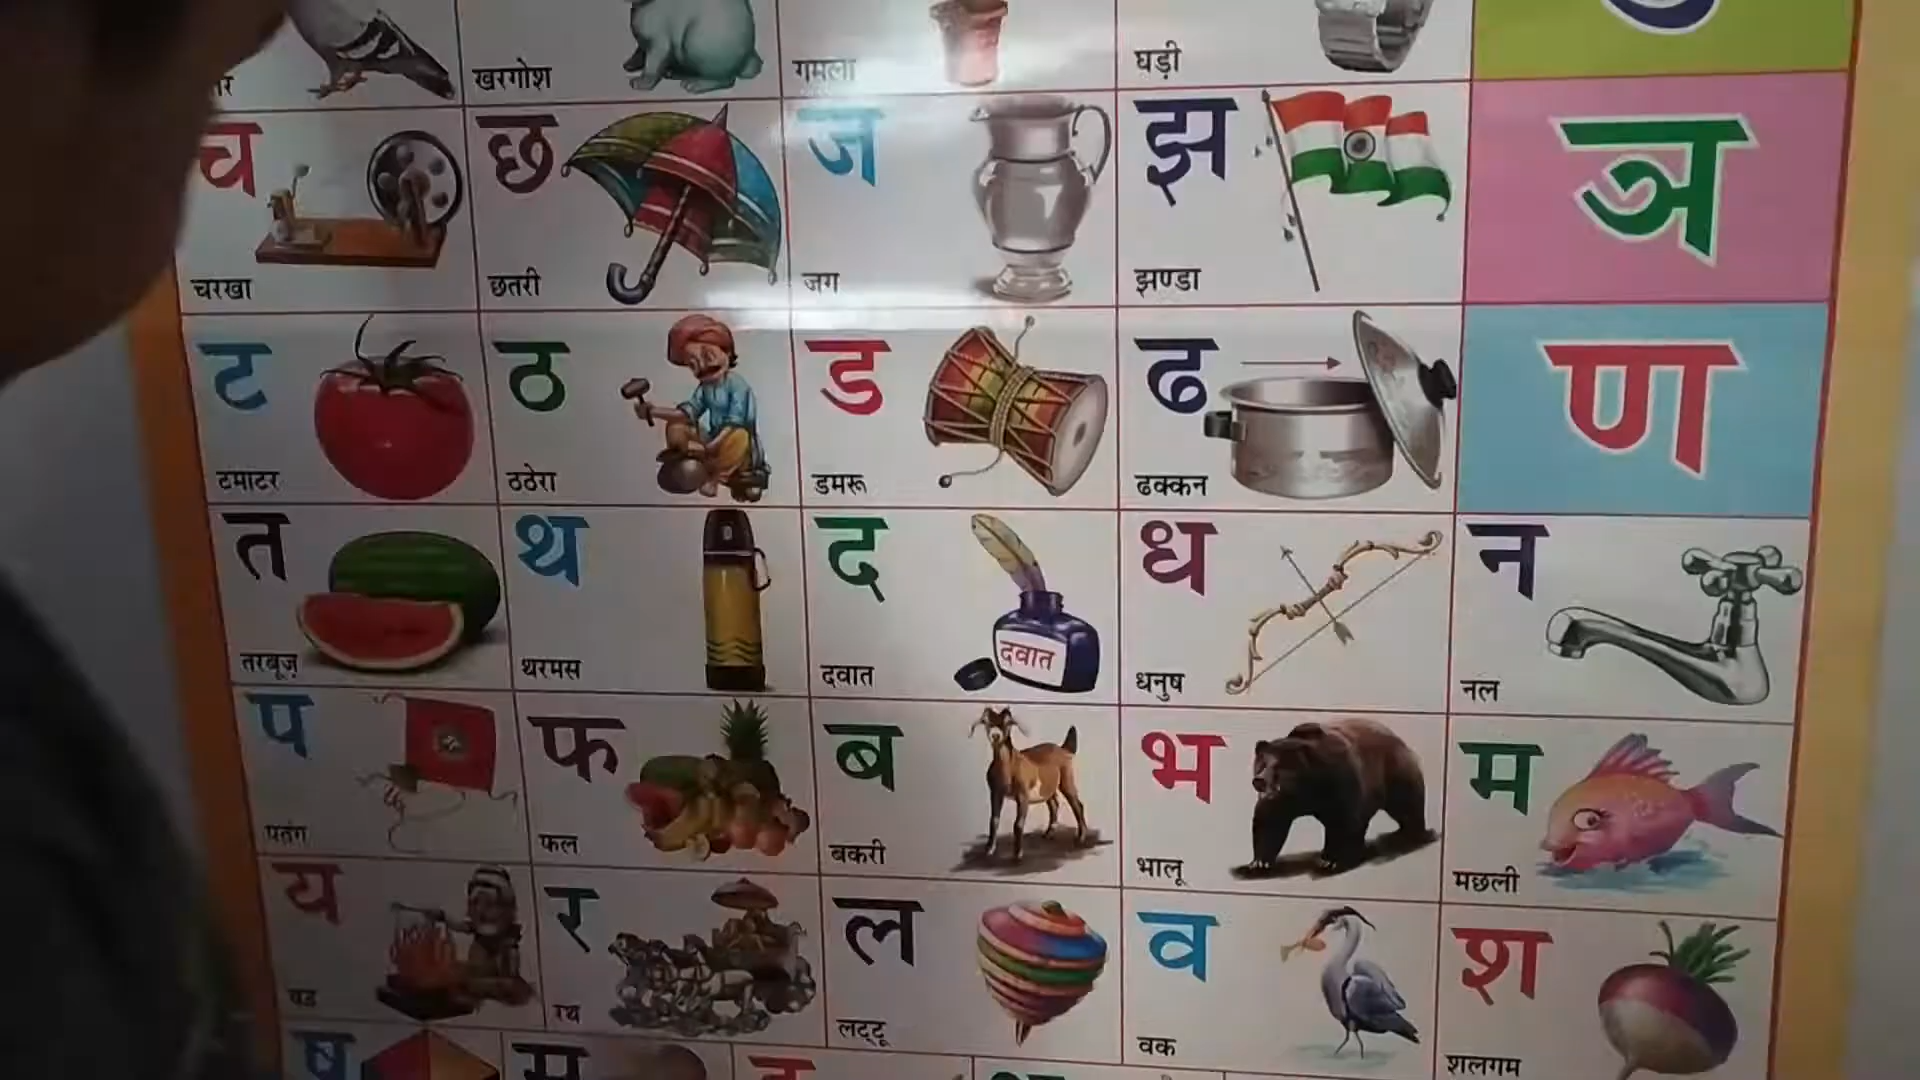 खरगोश गमला घड़ी
च छ ज झ ञ
चरखा छतरी जग झण्डा
ट ठ ड ढ ण
टमाटर ठठेरा डमरू ढक्कन
त थ द ध न
दवात
तरबूज़ थरमस दवात धनुष नल
प फ ब भ म
पतंग फल बकरी भालू मछली
य र ल व श
रथ लट्टू वक शलगम
ष